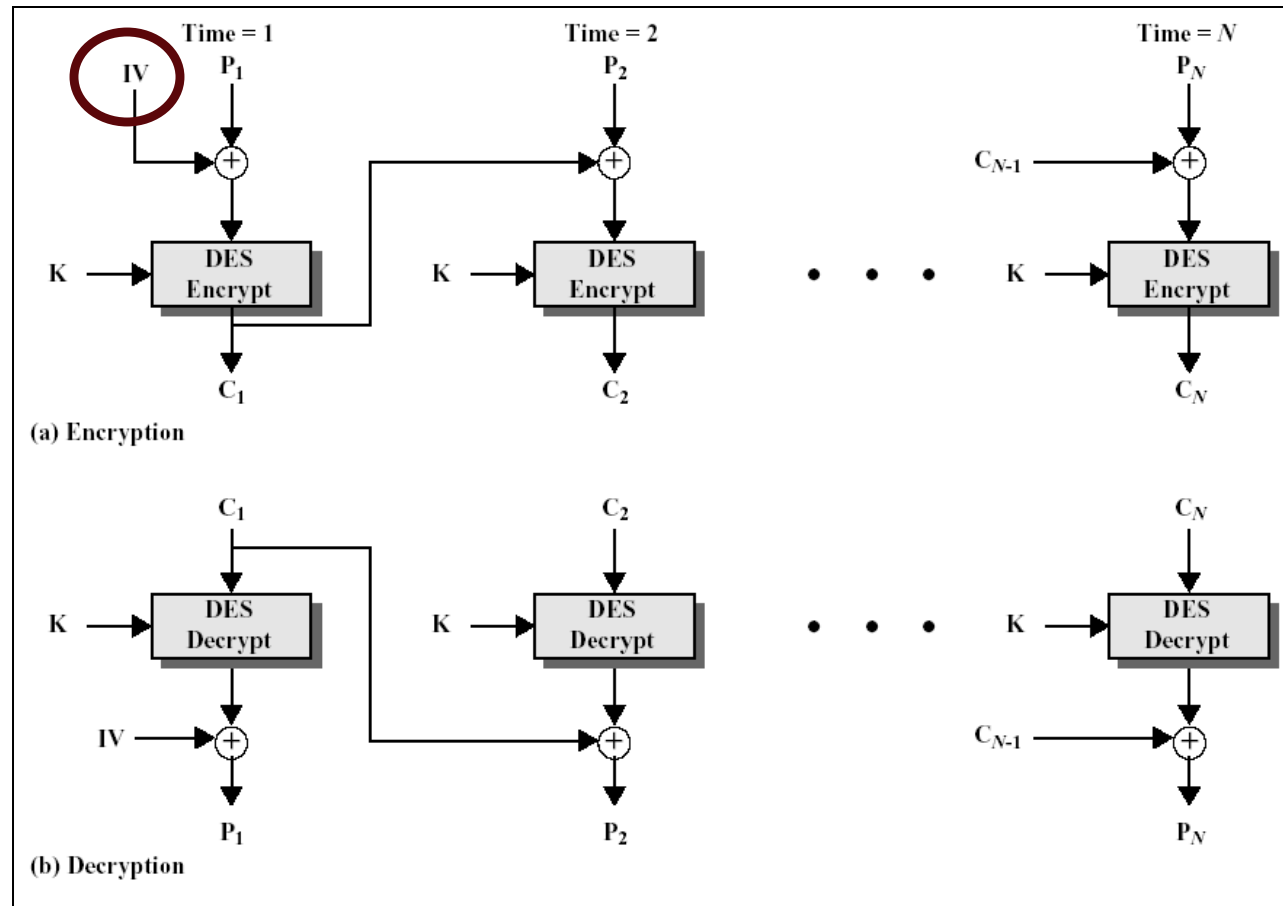 Time = 1 Time = 2 Time = N
IV P1 P2 PN
+ + CN-1 +
K DES Encrypt K DES Encrypt • • • K DES Encrypt
C1 C2 CN
(a) Encryption
C1 C2 CN
K DES Decrypt K DES Decrypt • • • K DES Decrypt
IV + + CN-1 +
P1 P2 PN
(b) Decryption